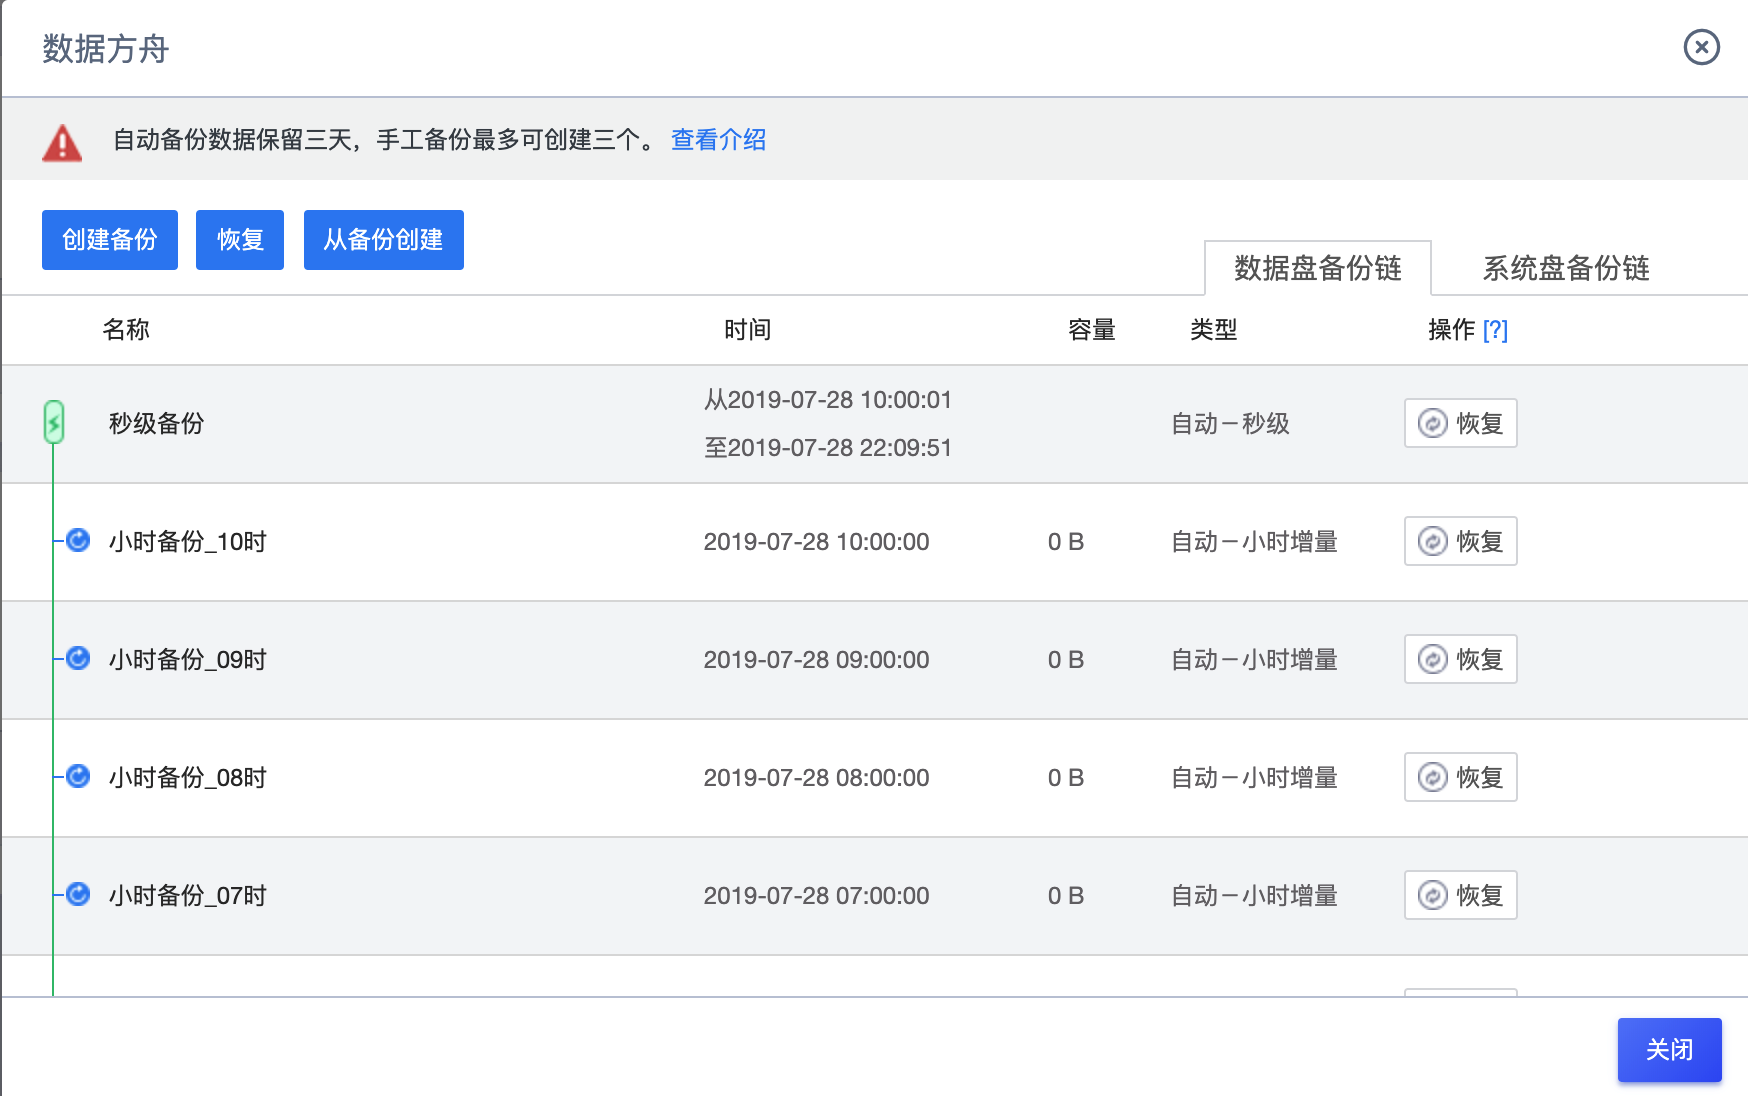 数据方舟
自动备份数据保留三天，手工备份最多可创建三个。 查看介绍
创建备份 恢复 从备份创建
数据盘备份链 系统盘备份链
名称 时间 容量 类型 操作 [?]
秒级备份 从2019-07-28 10:00:01 至2019-07-28 22:09:51 自动－秒级 恢复
小时备份_10时 2019-07-28 10:00:00 0 B 自动－小时增量 恢复
小时备份_09时 2019-07-28 09:00:00 0 B 自动－小时增量 恢复
小时备份_08时 2019-07-28 08:00:00 0 B 自动－小时增量 恢复
小时备份_07时 2019-07-28 07:00:00 0 B 自动－小时增量 恢复
关闭